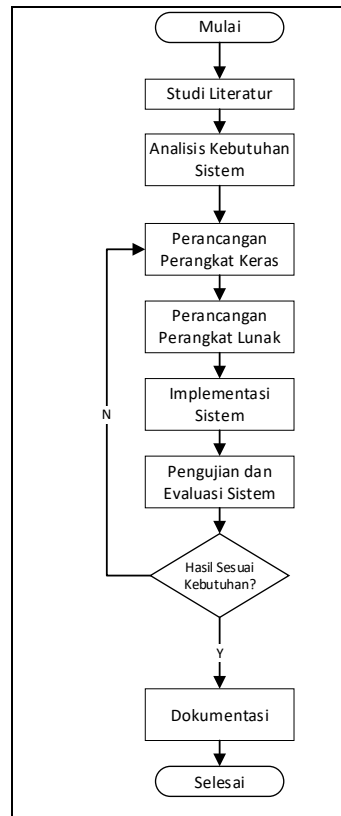 Mulai
Studi Literatur
Analisis Kebutuhan
Sistem
Perancangan
Perangkat Keras
Perancangan
Perangkat Lunak
Implementasi
Sistem
N
Pengujian dan
Evaluasi Sistem
Hasil Sesuai
Kebutuhan?
Y
Dokumentasi
Selesai